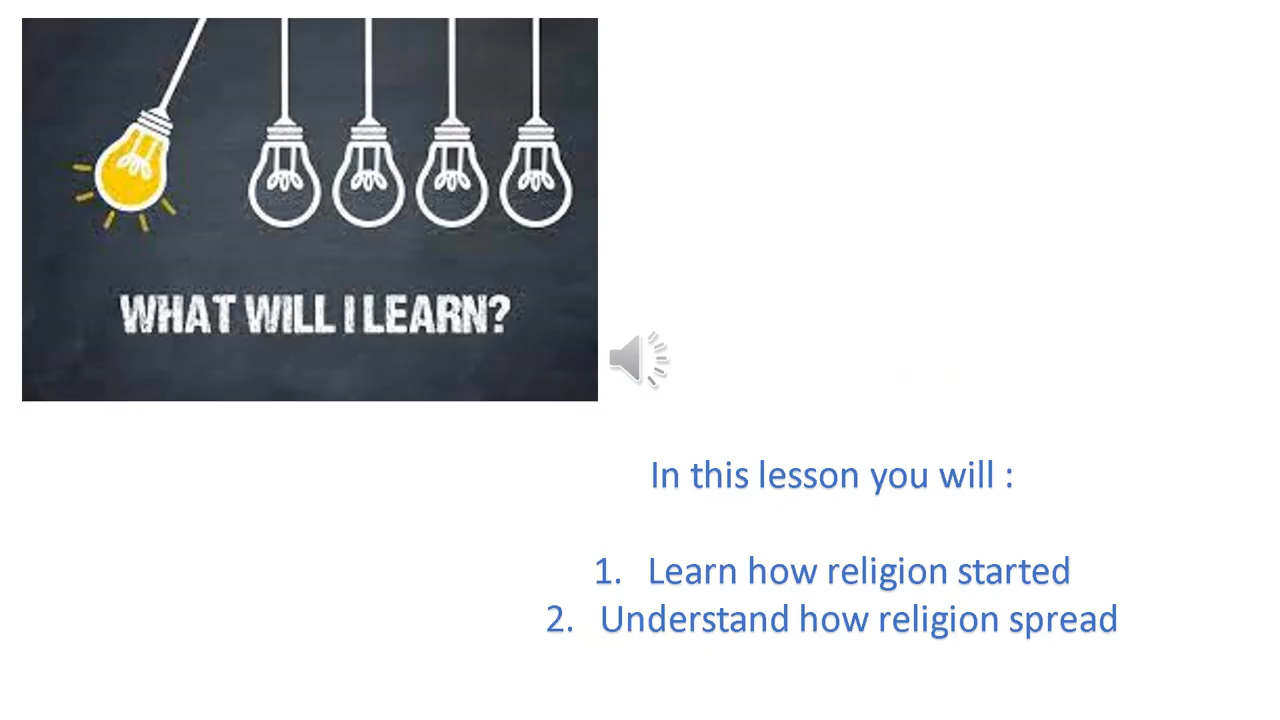 WHAT WILL I LEARN?
In this lesson you will :
1. Learn how religion started
2. Understand how religion spread